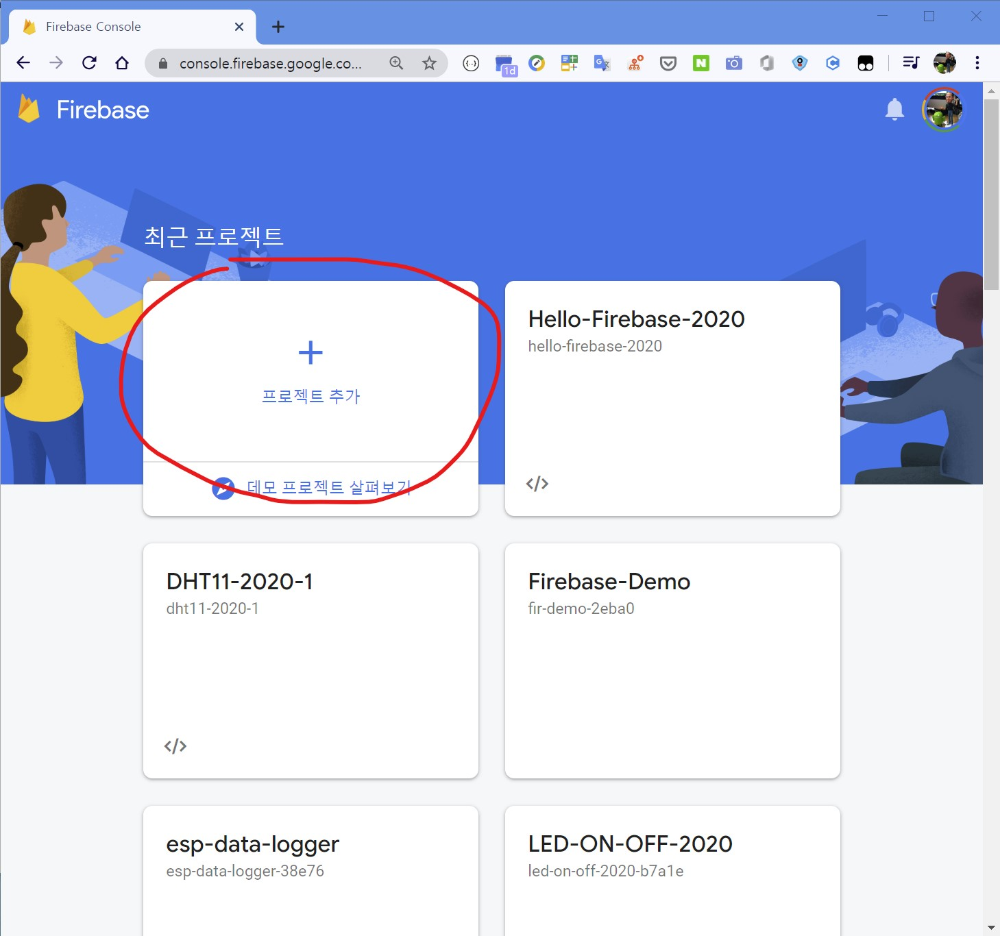 Firebase Console
console.firebase.google.co...
1d
Firebase
최근 프로젝트
프로젝트 추가
데모 프로젝트 살펴보기
Hello-Firebase-2020
hello-firebase-2020
DHT11-2020-1
dht11-2020-1
Firebase-Demo
fir-demo-2eba0
esp-data-logger
esp-data-logger-38e76
LED-ON-OFF-2020
led-on-off-2020-b7a1e